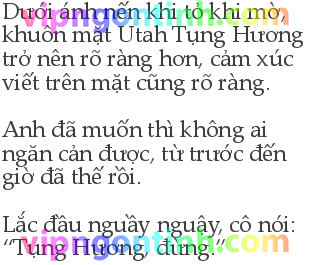 Dưới ánh nến khi tỏ khi mờ,
khuôn mặt Utah Tụng Hương
trở nên rõ ràng hơn, cảm xúc
viết trên mặt cũng rõ ràng.
Anh đã muốn thì không ai
ngăn cản được, từ trước đến
giờ đã thế rồi.
Lắc đầu nguầy nguậy, cô nói:
“Tụng Hương, đừng.”
vipngontinh.com
vipngontinh.com